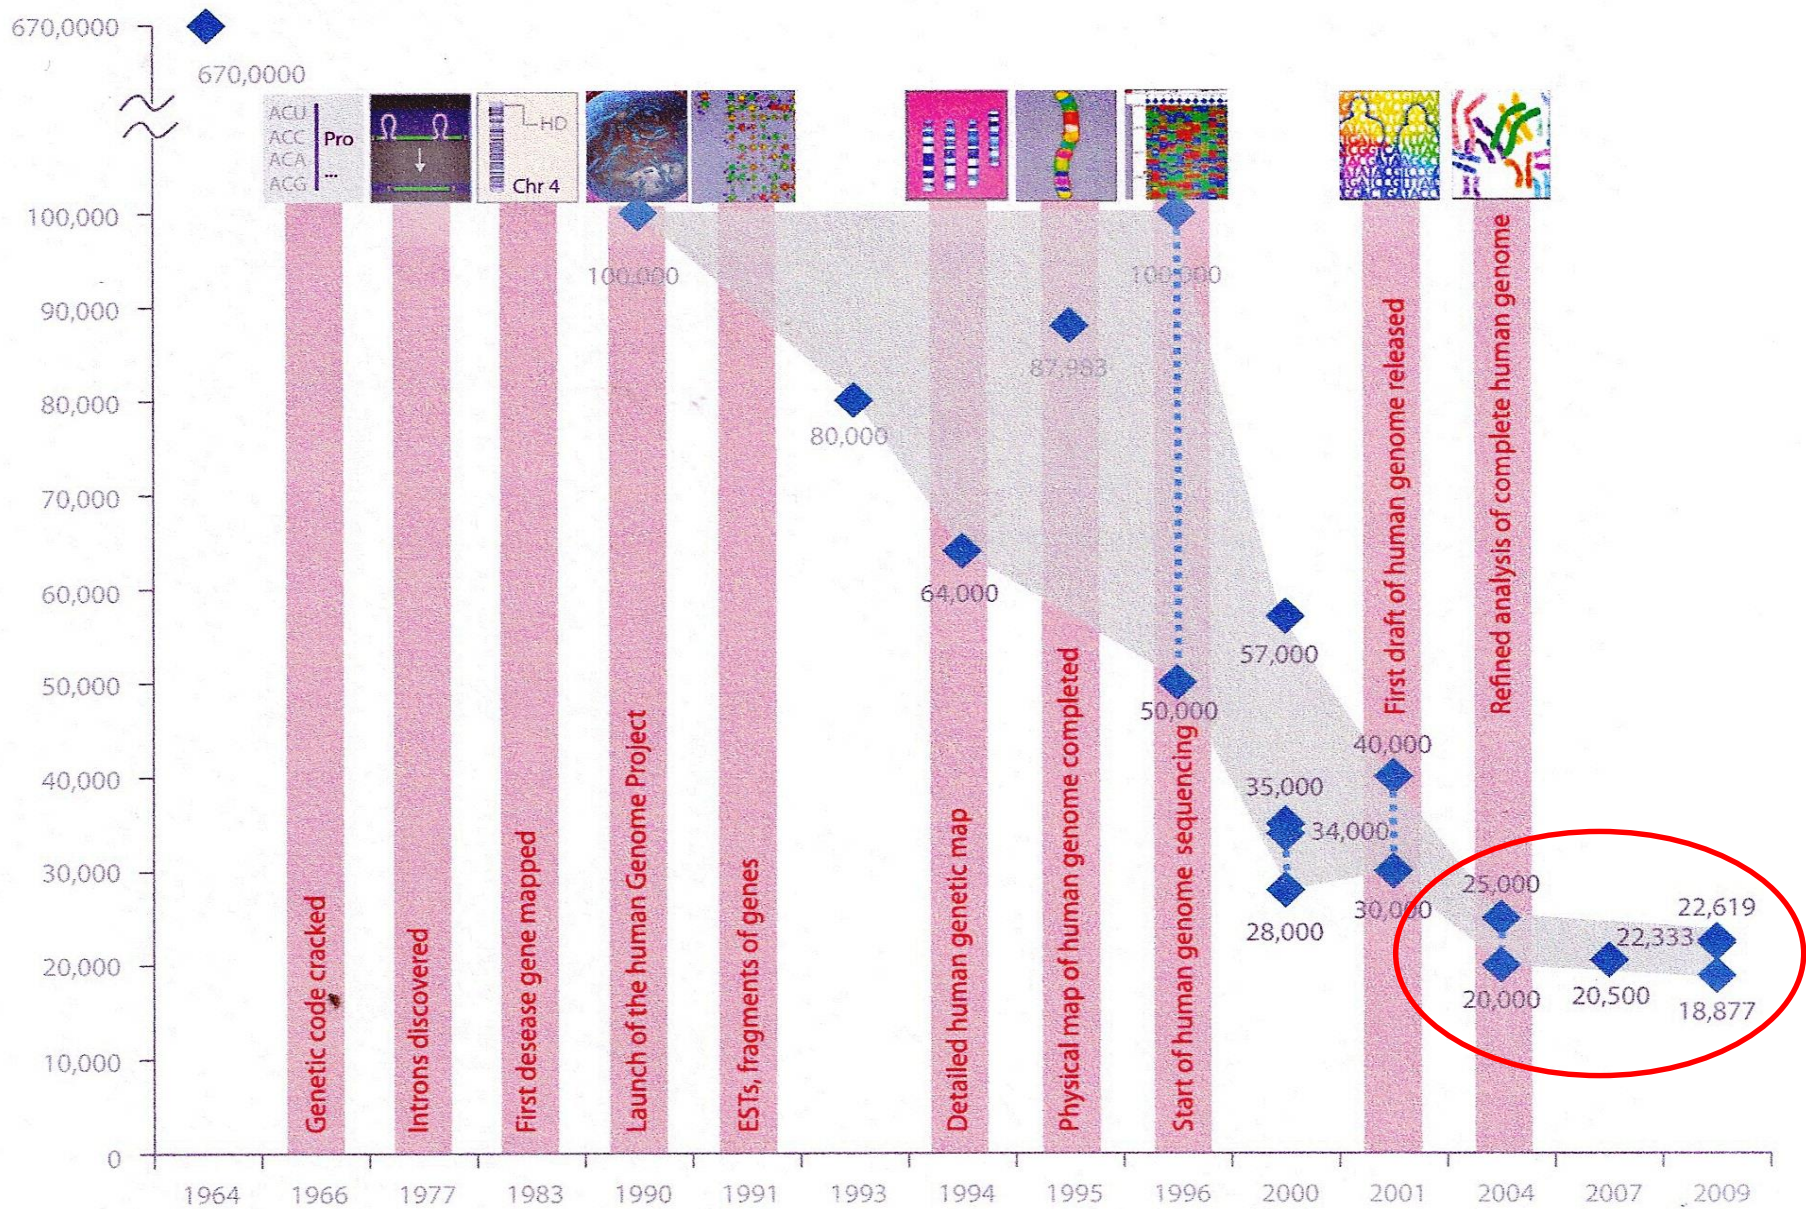 670,0000
670,0000
ACU
ACC
ACA
ACG
Pro
...
HD
Chr 4
100,000
100,000
100,000
90,000
87,983
80,000
80,000
70,000
64,000
60,000
57,000
50,000
50,000
40,000
40,000
35,000
34,000
30,000
30,000
28,000
25,000
22,619
22,333
20,000
20,000
20,500
18,877
10,000
0
Genetic code cracked
Introns discovered
First desease gene mapped
Launch of the human Genome Project
ESTs, fragments of genes
Detailed human genetic map
Physical map of human genome completed
Start of human genome sequencing
First draft of human genome released
Refined analysis of complete human genome
1964 1966 1977 1983 1990 1991 1993 1994 1995 1996 2000 2001 2004 2007 2009